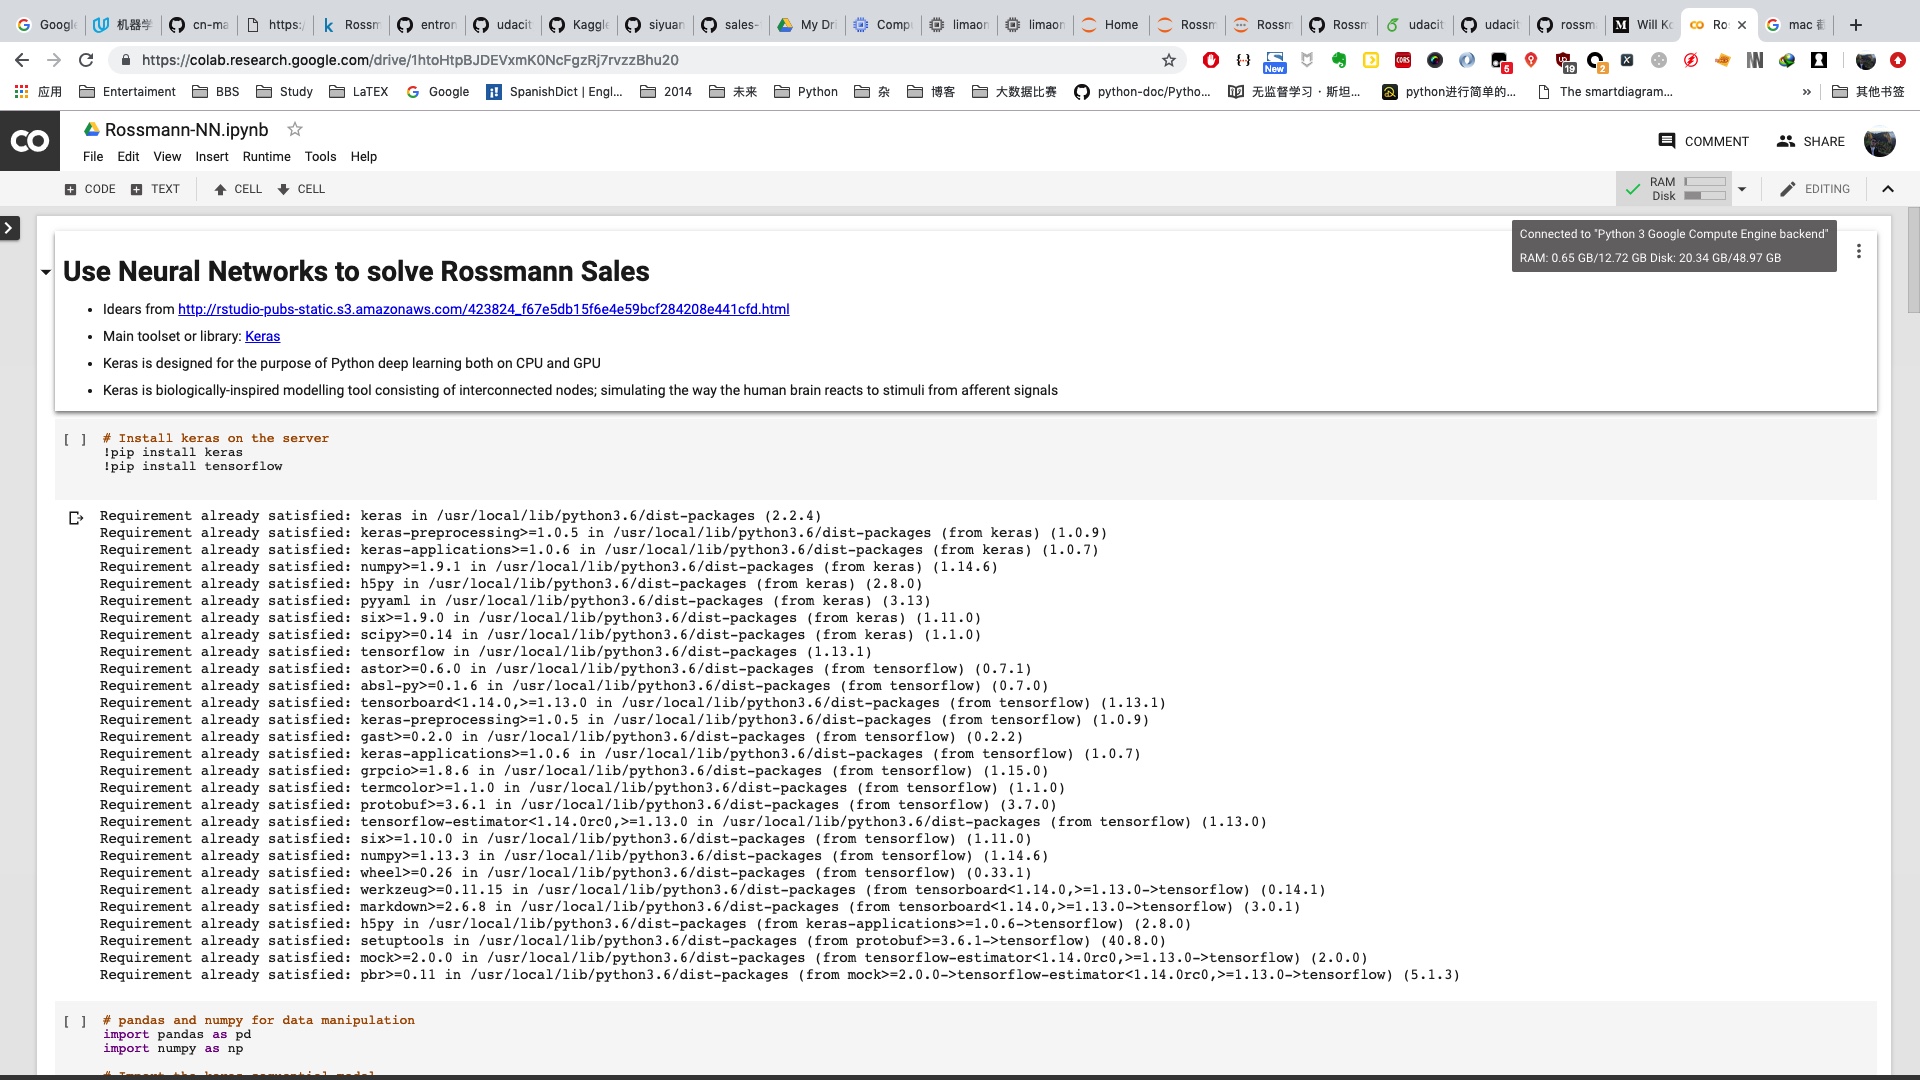 Google
机器学
cn-ma
https:/
Rossm
entron
udacit
Kaggle
siyuan
sales-
My Dri
Compu
limaon
limaon
Home
Rossm
Rossm
Rossm
udacit
udacit
rossm
Will Ko
Ro
mac 截
https://colab.research.google.com/drive/1htoHtpBJDEVxmK0NcFgzRj7rvzzBhu20
New
CORS
5
19
2
应用 Entertaiment BBS Study LaTEX Google SpanishDict | Engl... 2014 未来 Python 杂 博客 大数据比赛 python-doc/Pytho... 无监督学习 · 斯坦... python进行简单的... The smartdiagram... » 其他书签
CO
Rossmann-NN.ipynb
COMMENT SHARE
File Edit View Insert Runtime Tools Help
CODE TEXT CELL CELL
RAM
Disk
EDITING
Connected to "Python 3 Google Compute Engine backend"
RAM: 0.65 GB/12.72 GB Disk: 20.34 GB/48.97 GB
Use Neural Networks to solve Rossmann Sales
• Idears from http://rstudio-pubs-static.s3.amazonaws.com/423824_f67e5db15f6e4e59bcf284208e441cfd.html
• Main toolset or library: Keras
• Keras is designed for the purpose of Python deep learning both on CPU and GPU
• Keras is biologically-inspired modelling tool consisting of interconnected nodes; simulating the way the human brain reacts to stimuli from afferent signals
[ ] # Install keras on the server
!pip install keras
!pip install tensorflow
Requirement already satisfied: keras in /usr/local/lib/python3.6/dist-packages (2.2.4)
Requirement already satisfied: keras-preprocessing>=1.0.5 in /usr/local/lib/python3.6/dist-packages (from keras) (1.0.9)
Requirement already satisfied: keras-applications>=1.0.6 in /usr/local/lib/python3.6/dist-packages (from keras) (1.0.7)
Requirement already satisfied: numpy>=1.9.1 in /usr/local/lib/python3.6/dist-packages (from keras) (1.14.6)
Requirement already satisfied: h5py in /usr/local/lib/python3.6/dist-packages (from keras) (2.8.0)
Requirement already satisfied: pyyaml in /usr/local/lib/python3.6/dist-packages (from keras) (3.13)
Requirement already satisfied: six>=1.9.0 in /usr/local/lib/python3.6/dist-packages (from keras) (1.11.0)
Requirement already satisfied: scipy>=0.14 in /usr/local/lib/python3.6/dist-packages (from keras) (1.1.0)
Requirement already satisfied: tensorflow in /usr/local/lib/python3.6/dist-packages (1.13.1)
Requirement already satisfied: astor>=0.6.0 in /usr/local/lib/python3.6/dist-packages (from tensorflow) (0.7.1)
Requirement already satisfied: absl-py>=0.1.6 in /usr/local/lib/python3.6/dist-packages (from tensorflow) (0.7.0)
Requirement already satisfied: tensorboard<1.14.0,>=1.13.0 in /usr/local/lib/python3.6/dist-packages (from tensorflow) (1.13.1)
Requirement already satisfied: keras-preprocessing>=1.0.5 in /usr/local/lib/python3.6/dist-packages (from tensorflow) (1.0.9)
Requirement already satisfied: gast>=0.2.0 in /usr/local/lib/python3.6/dist-packages (from tensorflow) (0.2.2)
Requirement already satisfied: keras-applications>=1.0.6 in /usr/local/lib/python3.6/dist-packages (from tensorflow) (1.0.7)
Requirement already satisfied: grpcio>=1.8.6 in /usr/local/lib/python3.6/dist-packages (from tensorflow) (1.15.0)
Requirement already satisfied: termcolor>=1.1.0 in /usr/local/lib/python3.6/dist-packages (from tensorflow) (1.1.0)
Requirement already satisfied: protobuf>=3.6.1 in /usr/local/lib/python3.6/dist-packages (from tensorflow) (3.7.0)
Requirement already satisfied: tensorflow-estimator<1.14.0rc0,>=1.13.0 in /usr/local/lib/python3.6/dist-packages (from tensorflow) (1.13.0)
Requirement already satisfied: six>=1.10.0 in /usr/local/lib/python3.6/dist-packages (from tensorflow) (1.11.0)
Requirement already satisfied: numpy>=1.13.3 in /usr/local/lib/python3.6/dist-packages (from tensorflow) (1.14.6)
Requirement already satisfied: wheel>=0.26 in /usr/local/lib/python3.6/dist-packages (from tensorflow) (0.33.1)
Requirement already satisfied: werkzeug>=0.11.15 in /usr/local/lib/python3.6/dist-packages (from tensorboard<1.14.0,>=1.13.0->tensorflow) (0.14.1)
Requirement already satisfied: markdown>=2.6.8 in /usr/local/lib/python3.6/dist-packages (from tensorboard<1.14.0,>=1.13.0->tensorflow) (3.0.1)
Requirement already satisfied: h5py in /usr/local/lib/python3.6/dist-packages (from keras-applications>=1.0.6->tensorflow) (2.8.0)
Requirement already satisfied: setuptools in /usr/local/lib/python3.6/dist-packages (from protobuf>=3.6.1->tensorflow) (40.8.0)
Requirement already satisfied: mock>=2.0.0 in /usr/local/lib/python3.6/dist-packages (from tensorflow-estimator<1.14.0rc0,>=1.13.0->tensorflow) (2.0.0)
Requirement already satisfied: pbr>=0.11 in /usr/local/lib/python3.6/dist-packages (from mock>=2.0.0->tensorflow-estimator<1.14.0rc0,>=1.13.0->tensorflow) (5.1.3)
[ ] # pandas and numpy for data manipulation
import pandas as pd
import numpy as np
# Import the keras sequential model